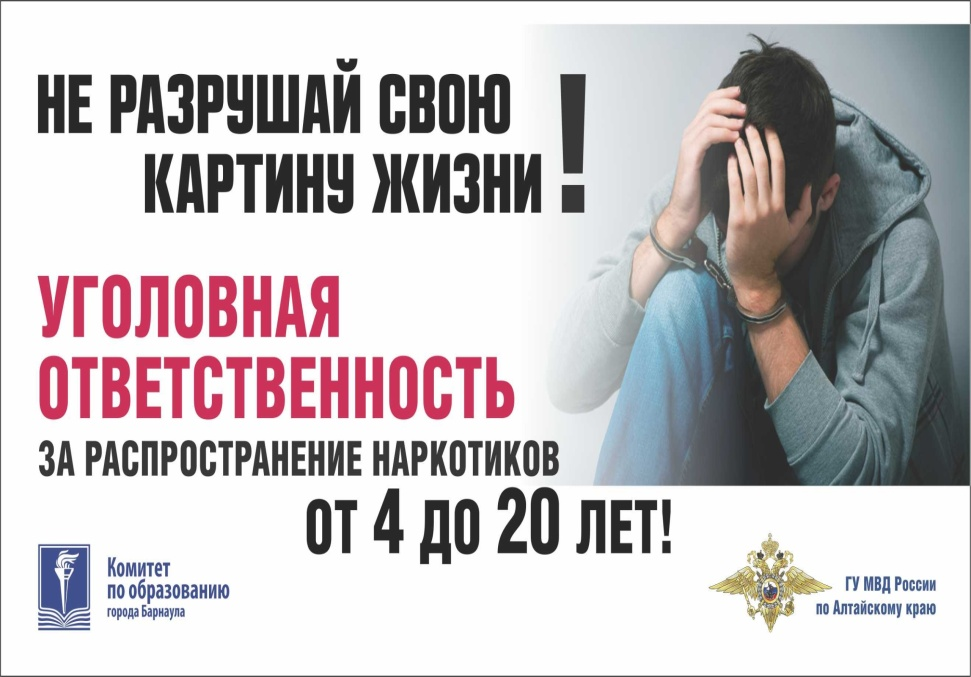 НЕ РАЗРУШАЙ СВОЮ
КАРТИНУ ЖИЗНИ!
УГОЛОВНАЯ
ОТВЕТСТВЕННОСТЬ
ЗА РАСПРОСТРАНЕНИЕ НАРКОТИКОВ
ОТ 4 ДО 20 ЛЕТ!
Комитет
по образованию
города Барнаула
ГУ МВД России
по Алтайскому краю